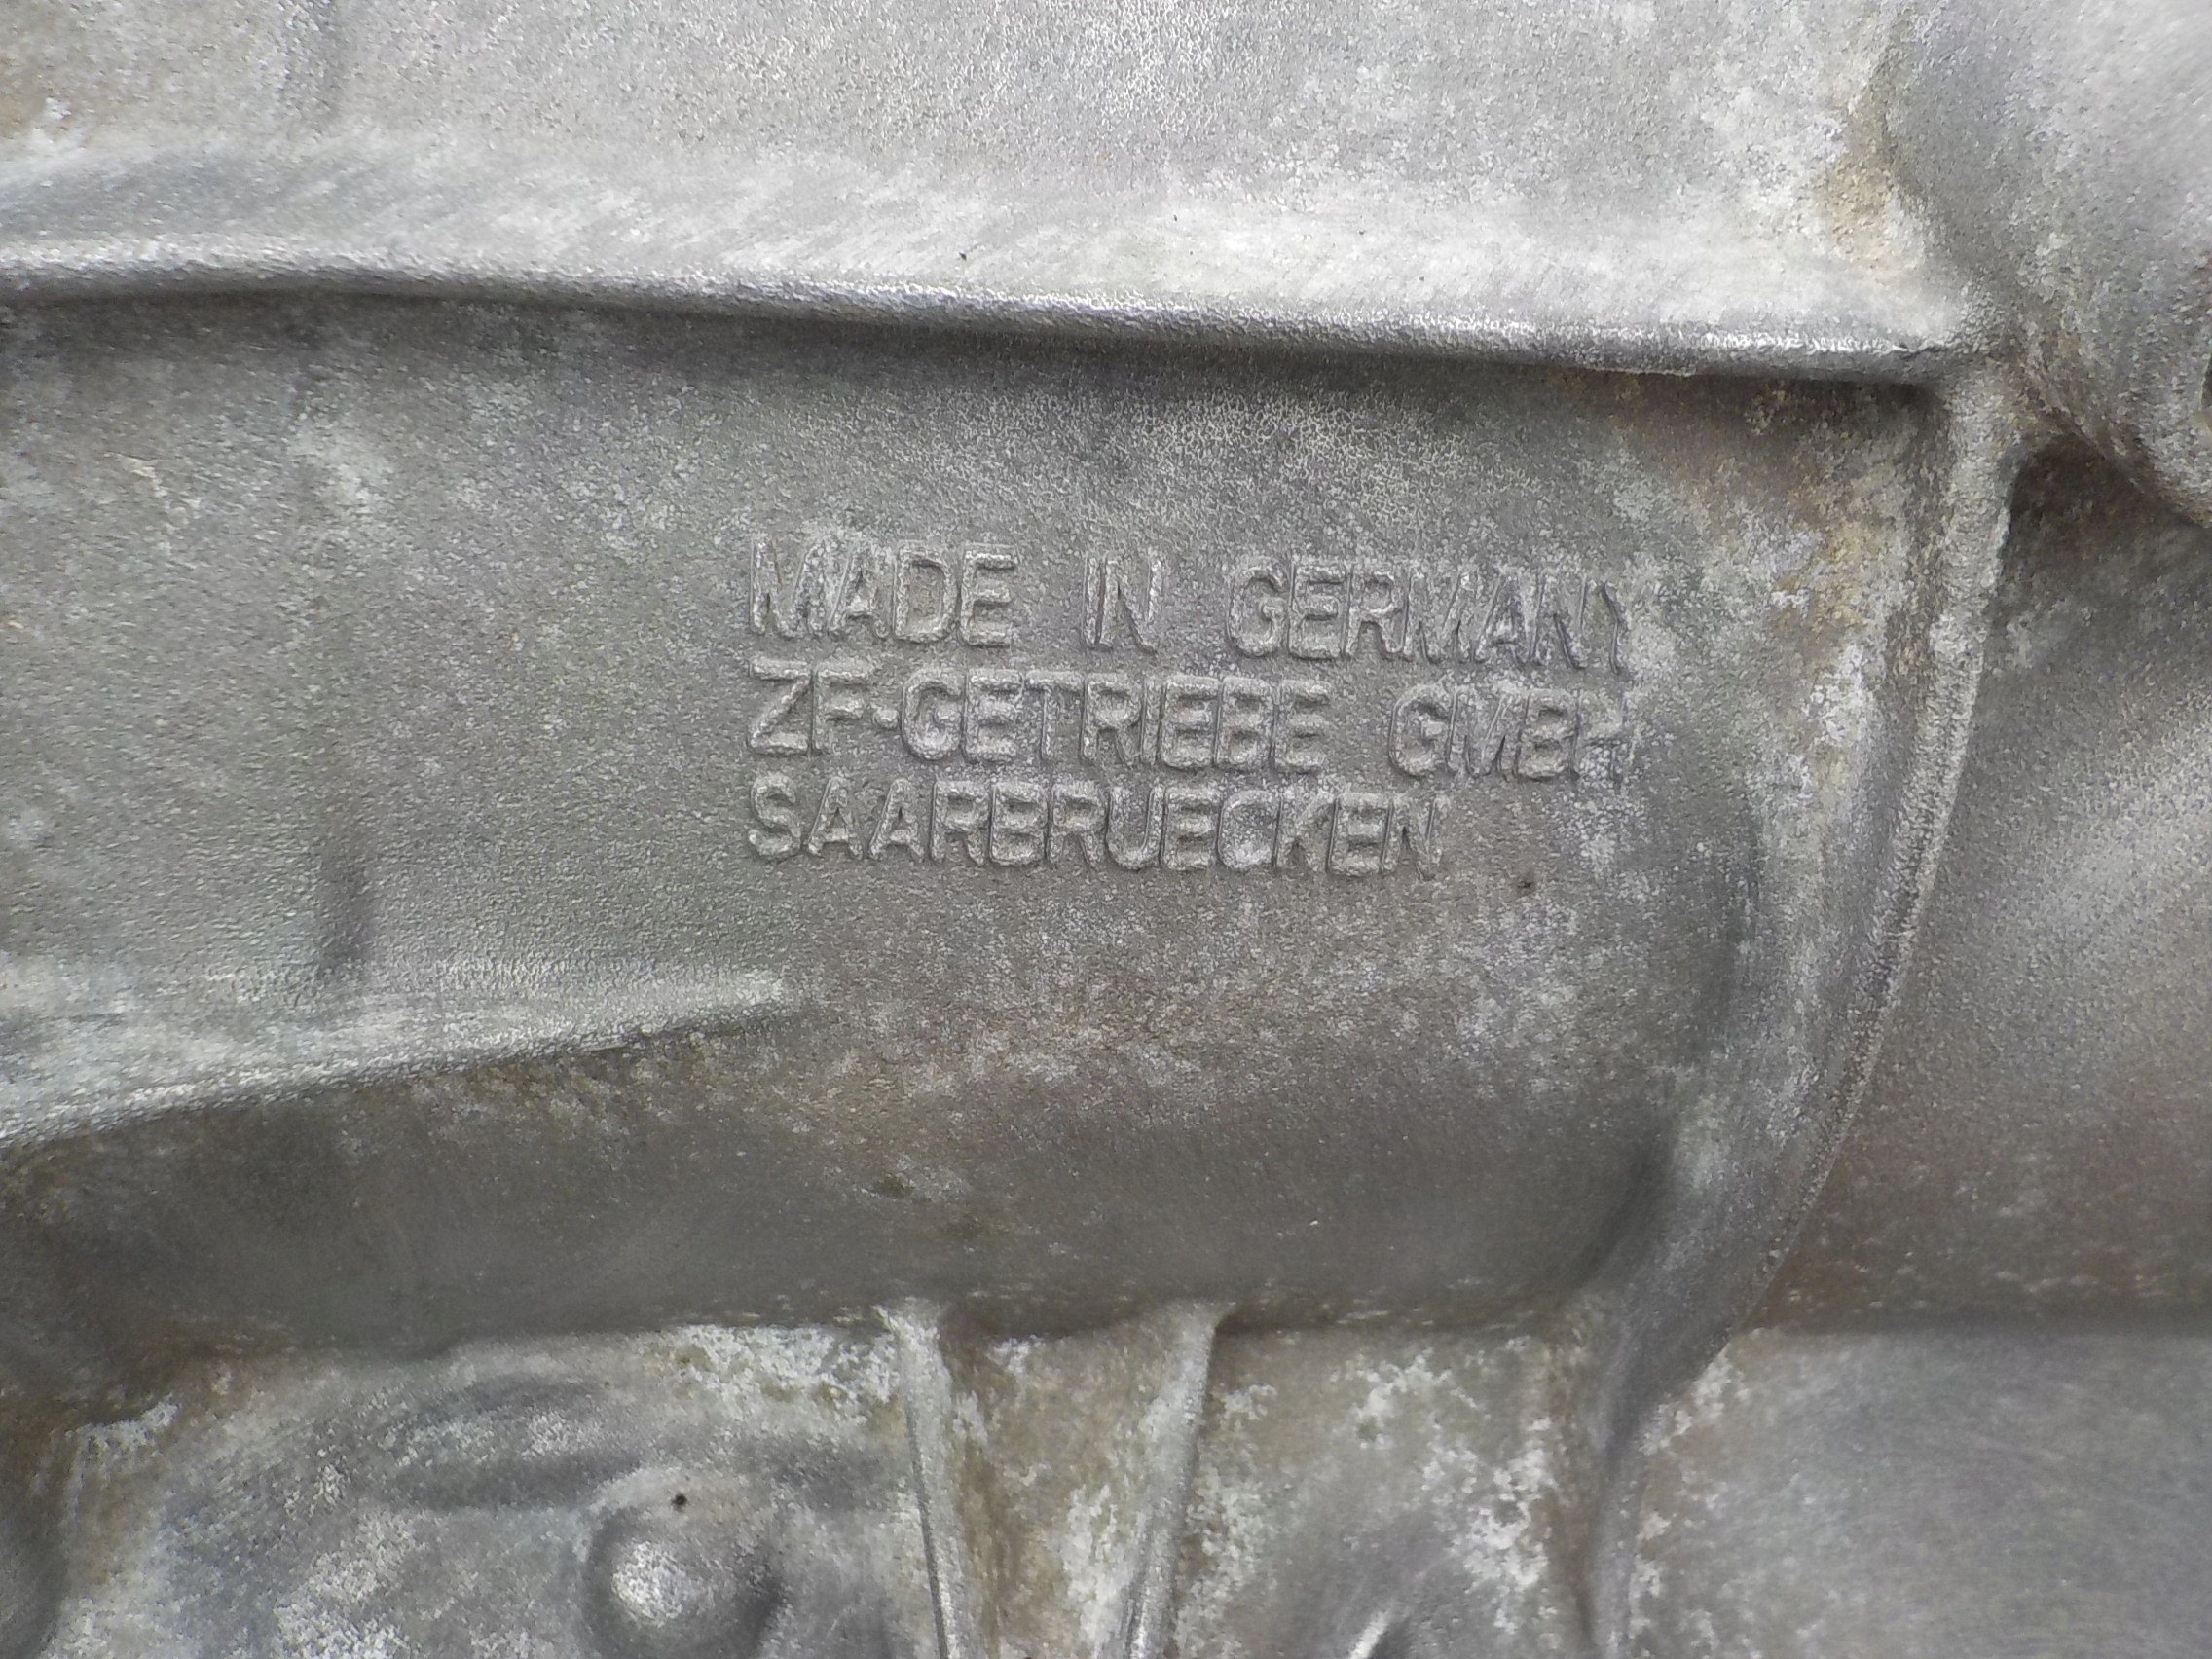 MADE IN GERMANY
ZF-GETRIEBE GMBH
SAARBRUECKEN